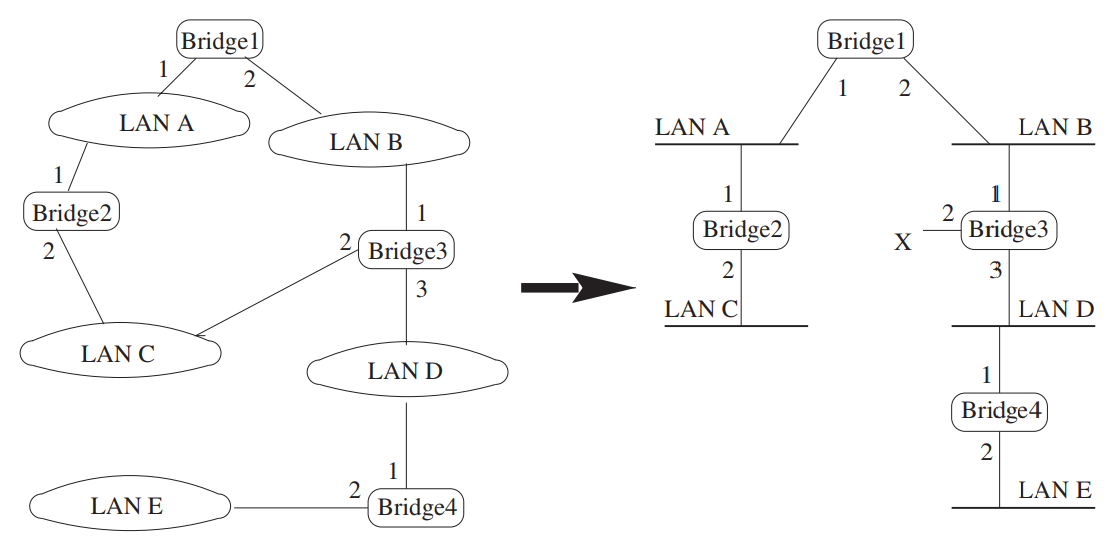 Bridge1
1
2
LAN A
LAN B
1
1
Bridge2
2
2
Bridge3
3
LAN C
LAN D
1
2
LAN E
Bridge4
Bridge1
1
2
LAN A
LAN B
1
1
2
Bridge2
X
Bridge3
2
3
LAN C
LAN D
1
Bridge4
2
LAN E